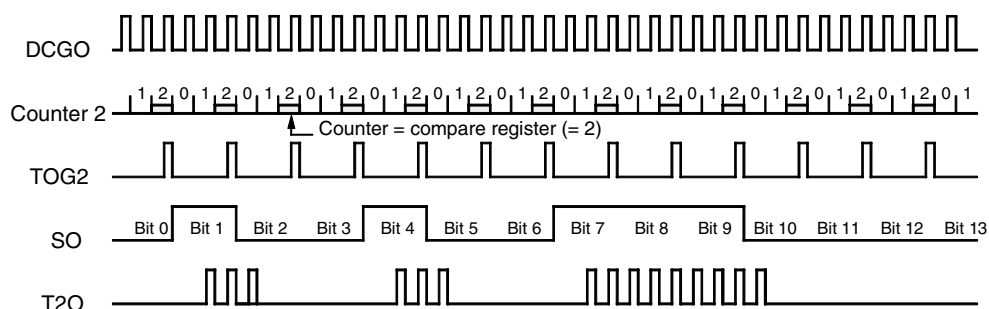 DCGO
Counter 2 1 2 0 1 2 0 1 2 0 1 2 0 1 2 0 1 2 0 1 2 0 1 2 0 1 2 0 1 2 0 1 2 0 1 2 0 1 2 0 1
Counter = compare register (= 2)
TOG2
SO Bit 0 Bit 1 Bit 2 Bit 3 Bit 4 Bit 5 Bit 6 Bit 7 Bit 8 Bit 9 Bit 10 Bit 11 Bit 12 Bit 13
T2O